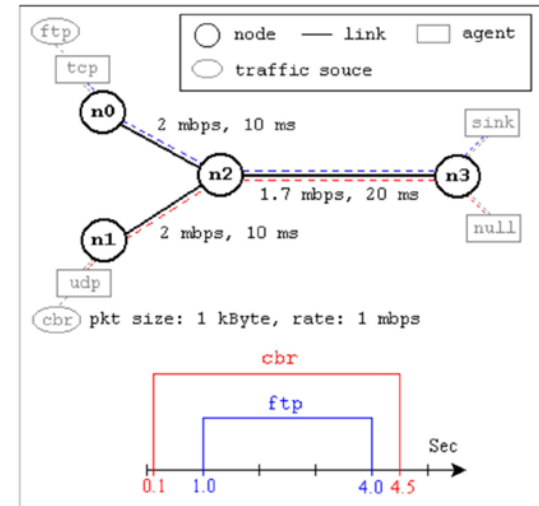 ftp
tcp
node link agent
traffic souce
n0
2 mbps, 10 ms
sink
n2
n3
1.7 mbps, 20 ms
n1
2 mbps, 10 ms
null
udp
cbr pkt size: 1 kByte, rate: 1 mbps
cbr
ftp
Sec
0.1 1.0 4.0 4.5